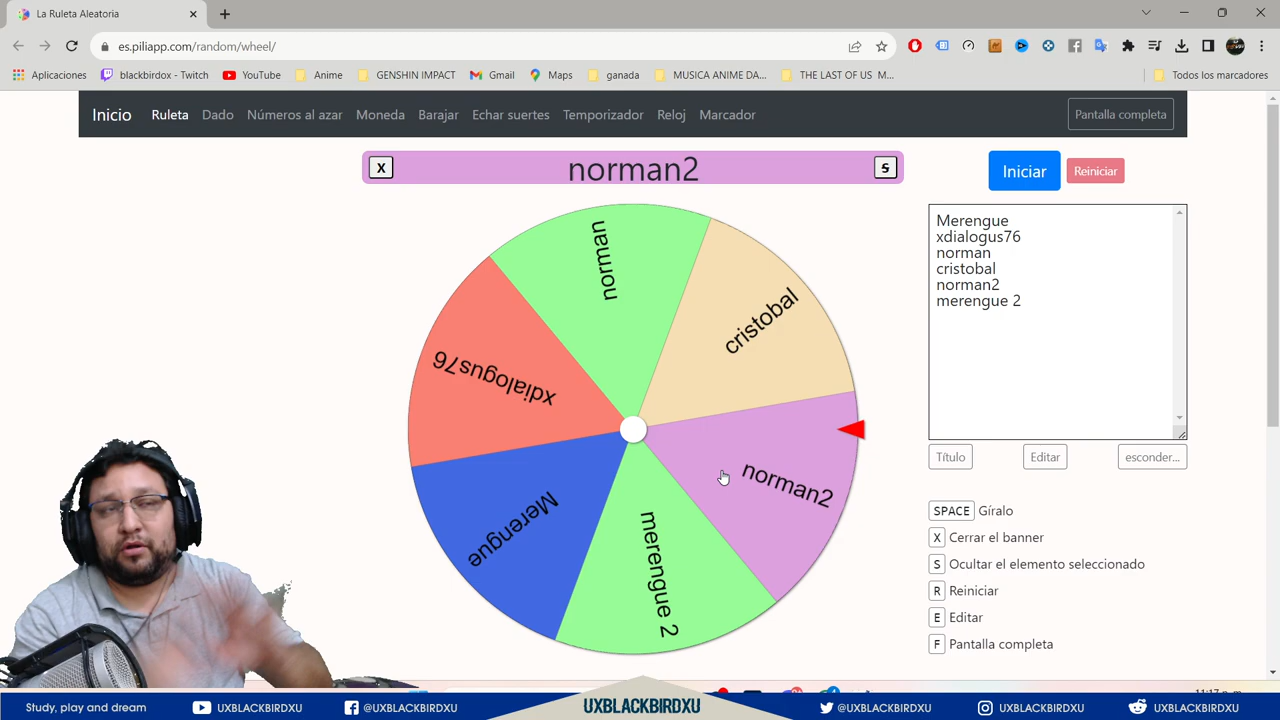 La Ruleta Aleatoria
es.piliapp.com/random/wheel/
Aplicaciones blackbirdox - Twitch YouTube Anime GENSHIN IMPACT Gmail Maps ganada MUSICA ANIME DA... THE LAST OF US M... Todos los marcadores
Inicio Ruleta Dado Números al azar Moneda Barajar Echar suertes Temporizador Reloj Marcador Pantalla completa
X norman2 S
Iniciar Reiniciar
norman
cristobal
xdialogus76
norman2
Merengue
merengue 2
Merengue
xdialogus76
norman
cristobal
norman2
merengue 2
Título Editar esconder...
SPACE Gíralo
X Cerrar el banner
S Ocultar el elemento seleccionado
R Reiniciar
E Editar
F Pantalla completa
Study, play and dream UXBLACKBIRDXU @UXBLACKBIRDXU UXBLACKBIRDXU @UXBLACKBIRDXU UXBLACKBIRDXU UXBLACKBIRDXU